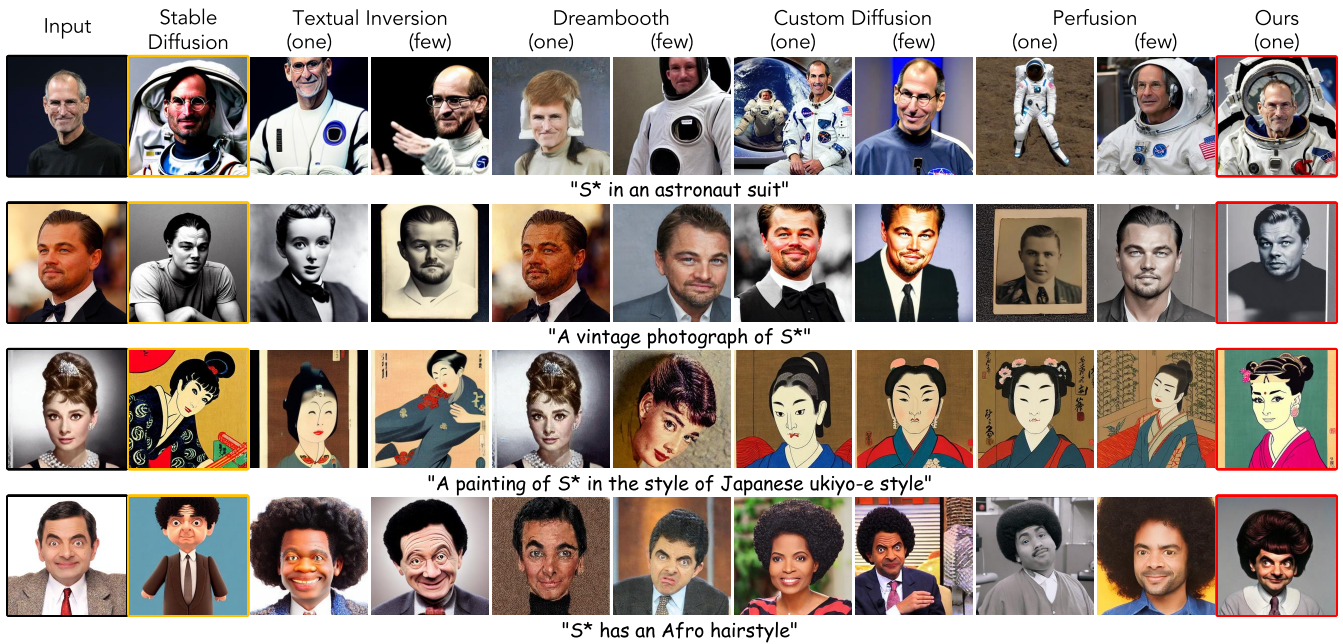 Input
Stable
Diffusion
Textual Inversion
(one) (few)
Dreambooth
(one) (few)
Custom Diffusion
(one) (few)
Perfusion
(one) (few)
Ours
(one)
"S* in an astronaut suit"
"A vintage photograph of S*"
"A painting of S* in the style of Japanese ukiyo-e style"
"S* has an Afro hairstyle"